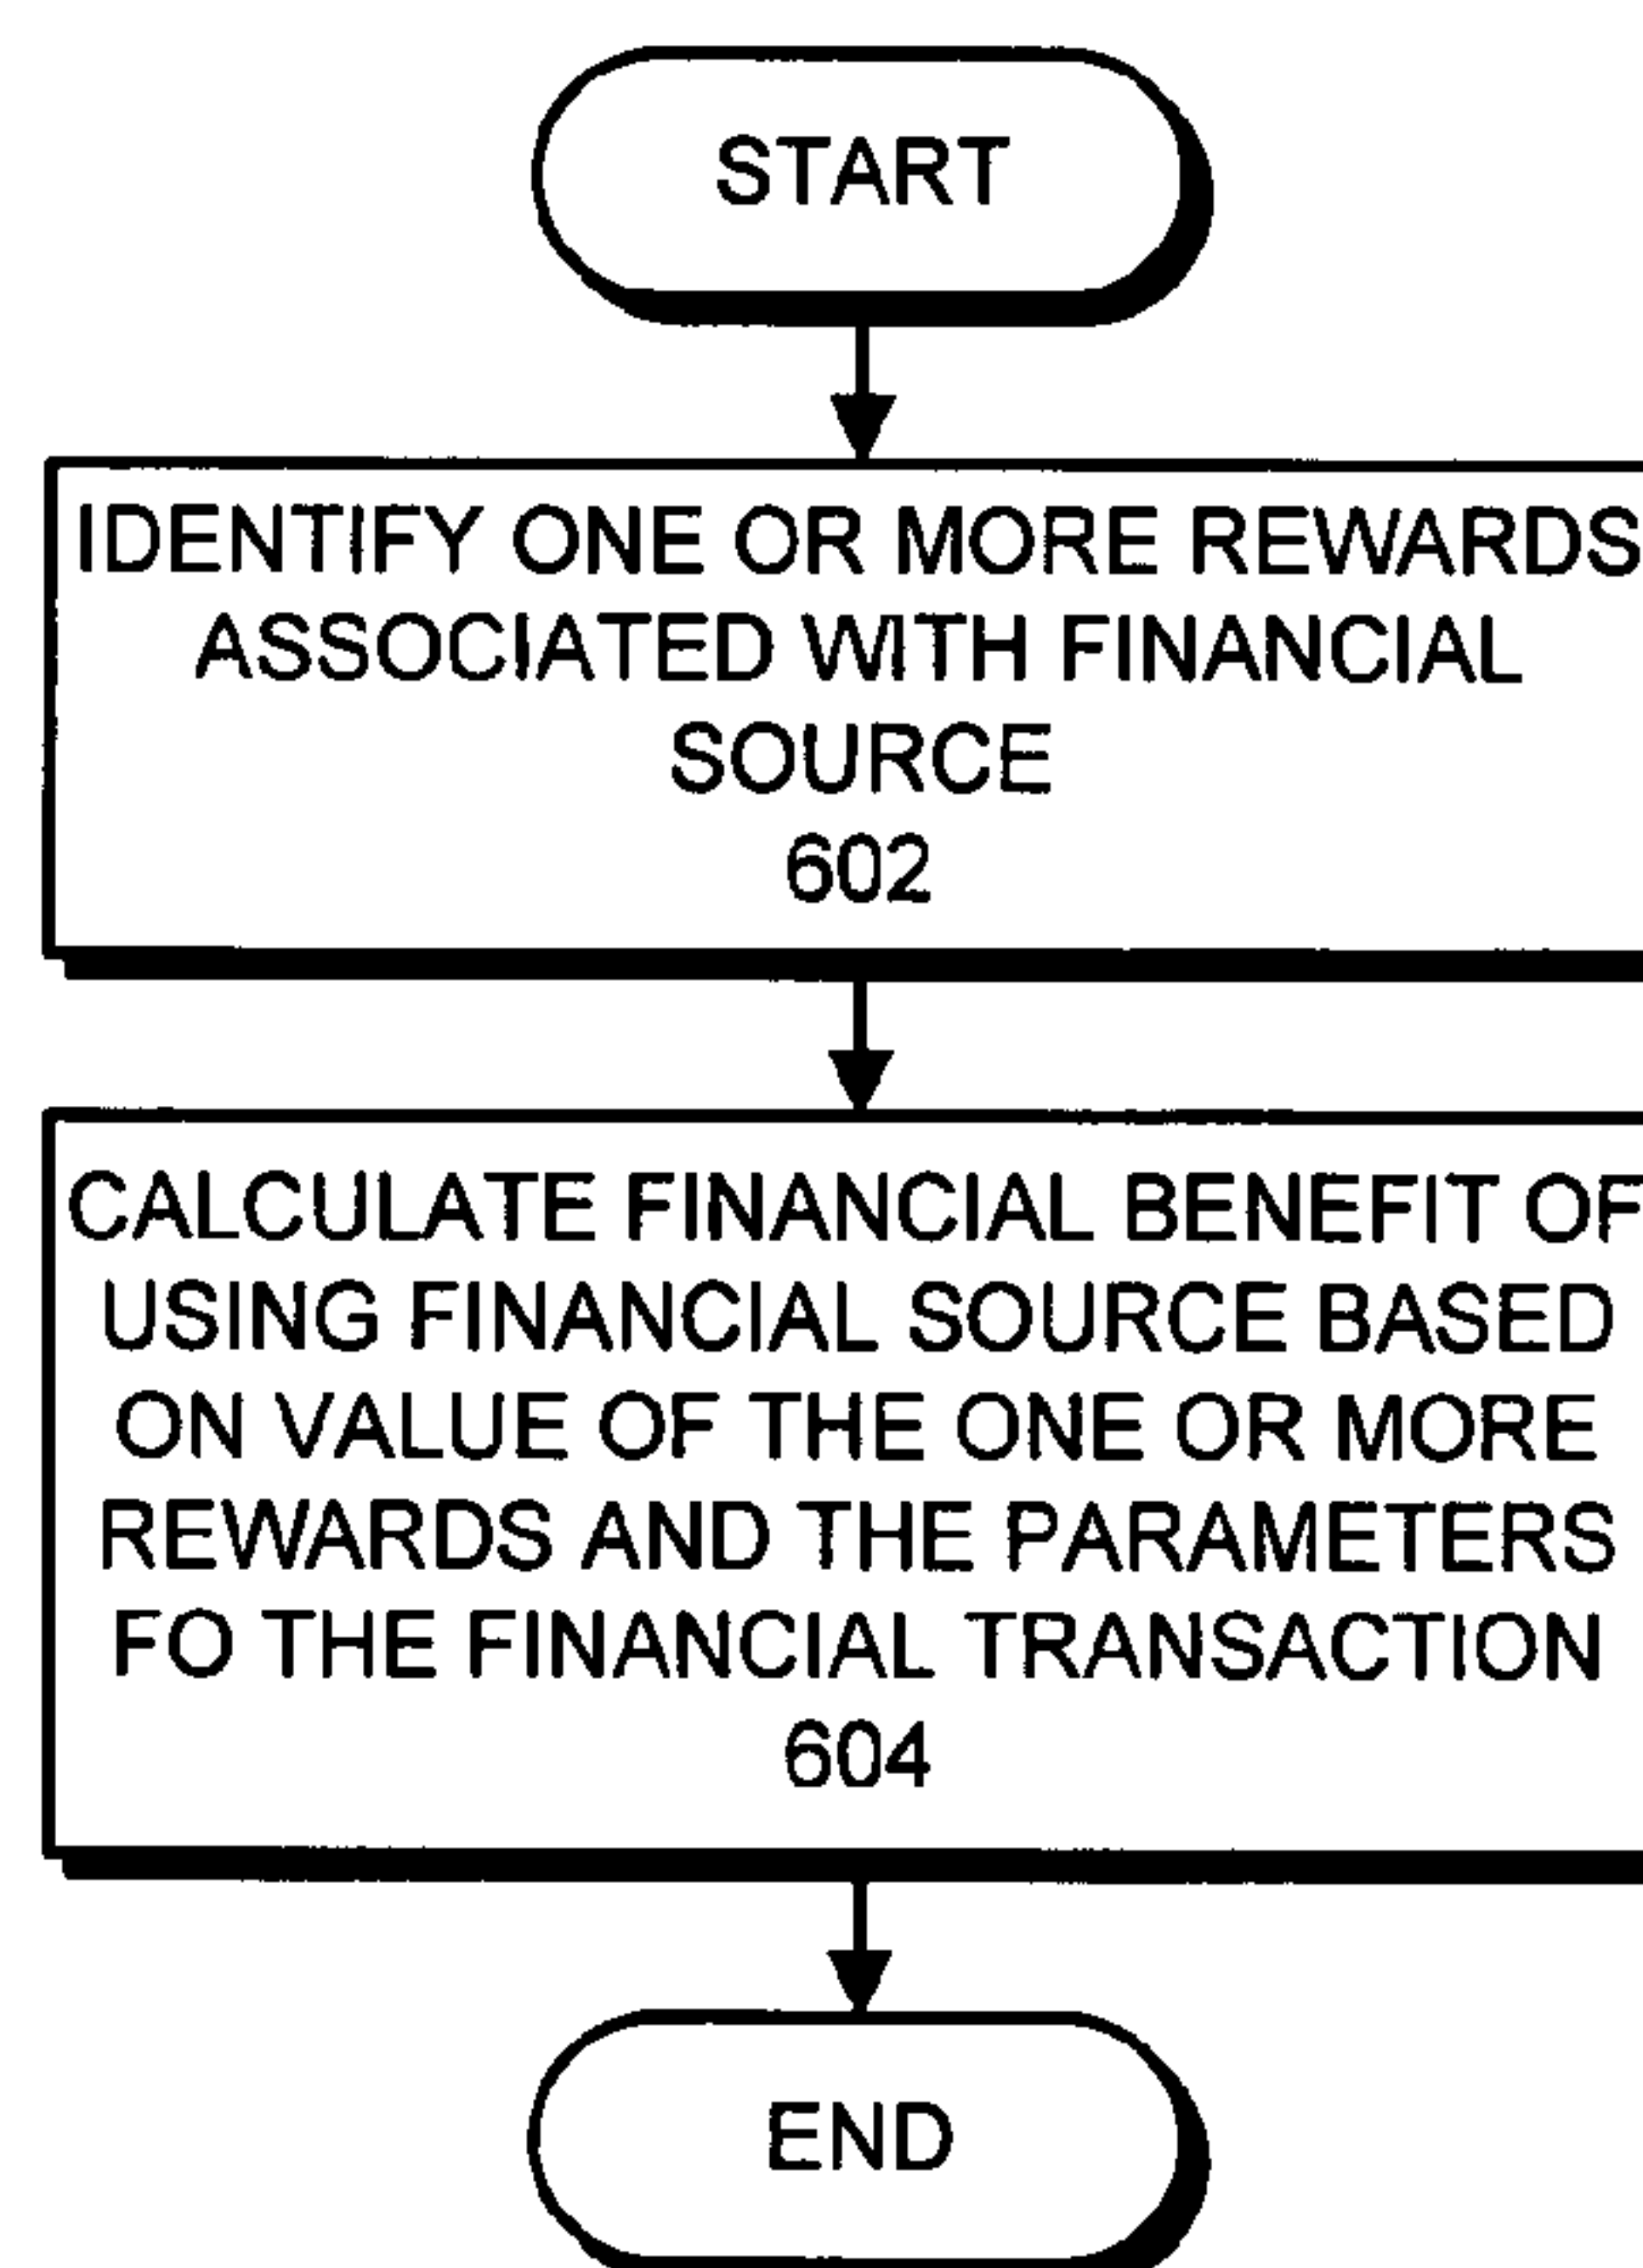 START
IDENTIFY ONE OR MORE REWARDS
ASSOCIATED WITH FINANCIAL
SOURCE
602
CALCULATE FINANCIAL BENEFIT OF
USING FINANCIAL SOURCE BASED
ON VALUE OF THE ONE OR MORE
REWARDS AND THE PARAMETERS
FO THE FINANCIAL TRANSACTION
604
END